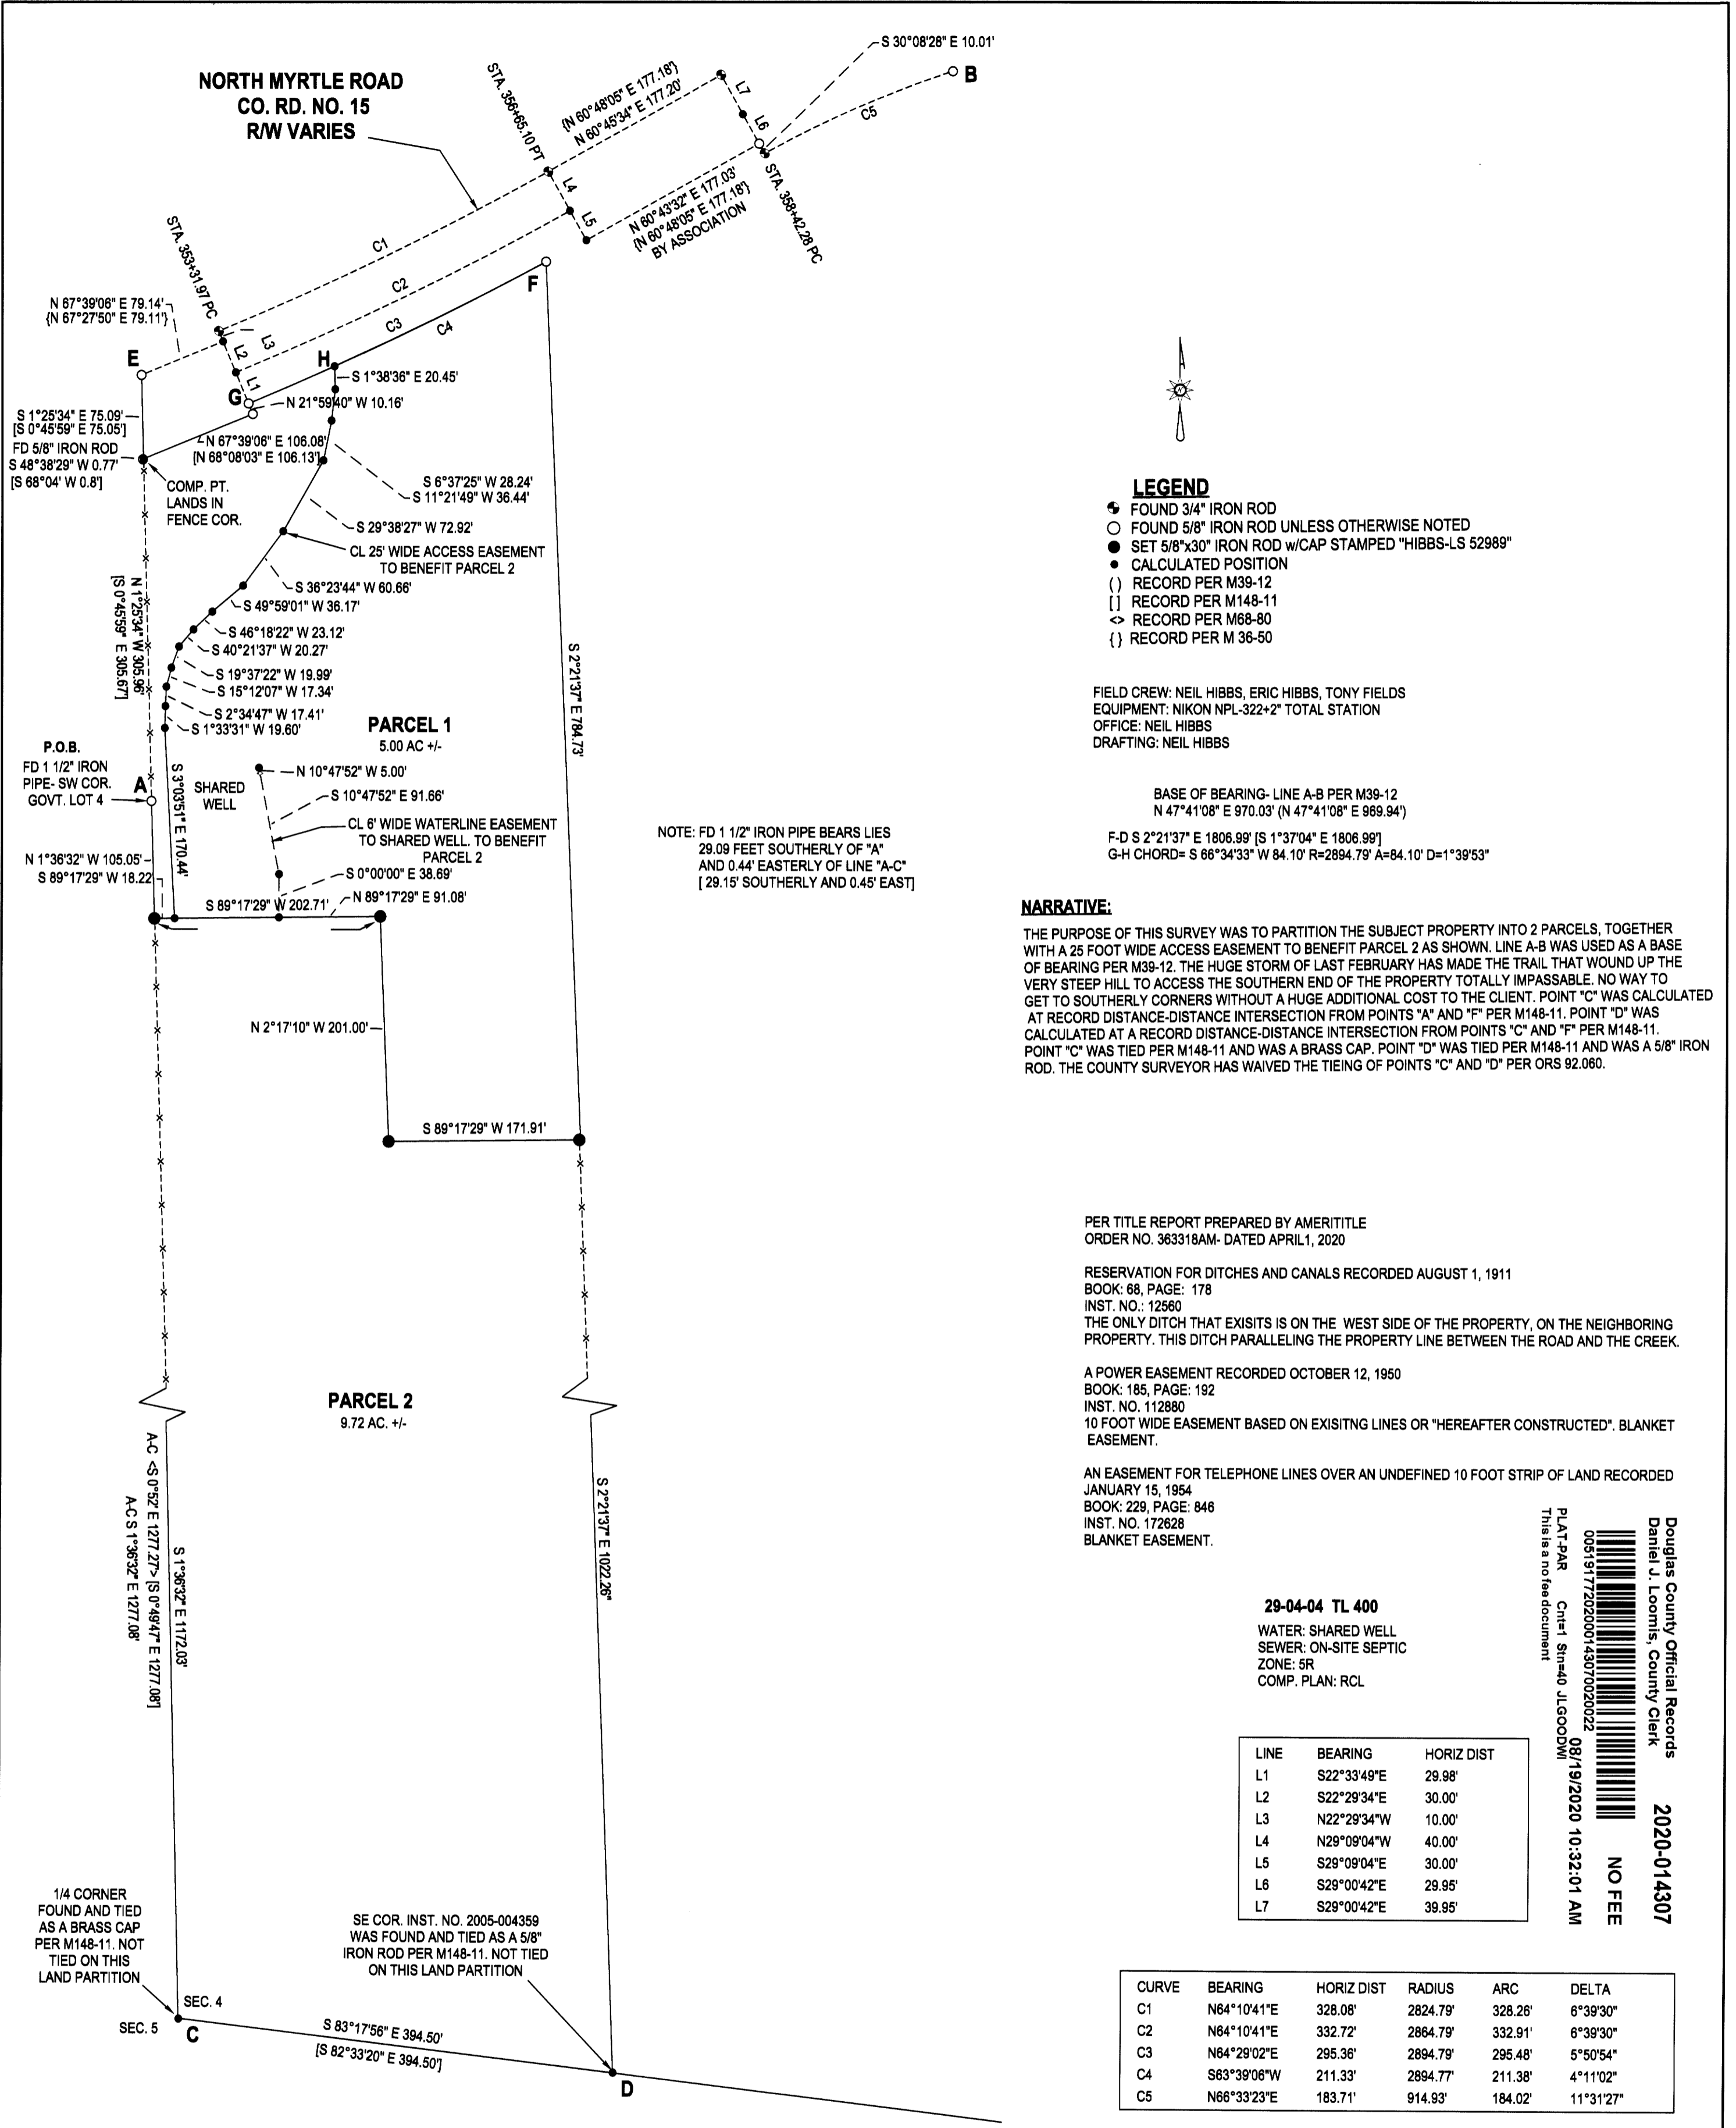 NORTH MYRTLE ROAD
CO. RD. NO. 15
R/W VARIES
STA. 356+65.10 PT
{N 60°48'05" E 177.18'}
N 60°45'34" E 177.20'
L7
L6
S 30°08'28" E 10.01'
B
C5
L4
L5
N 60°43'32" E 177.03'
{N 60°48'05" E 177.18'}
BY ASSOCIATION
STA. 358+42.28 PC
STA. 353+31.97 PC
C1
C2
C3
C4
F
N 67°39'06" E 79.14'
{N 67°27'50" E 79.11'}
E
L2
L3
L1
H
G
S 1°38'36" E 20.45'
N 21°59'40" W 10.16'
S 1°25'34" E 75.09'
[S 0°45'59" E 75.05']
FD 5/8" IRON ROD
S 48°38'29" W 0.77'
[S 68°04' W 0.8']
N 67°39'06" E 106.08'
[N 68°08'03" E 106.13']
COMP. PT.
LANDS IN
FENCE COR.
S 6°37'25" W 28.24'
S 11°21'49" W 36.44'
S 29°38'27" W 72.92'
CL 25' WIDE ACCESS EASEMENT
TO BENEFIT PARCEL 2
S 36°23'44" W 60.66'
S 49°59'01" W 36.17'
S 46°18'22" W 23.12'
S 40°21'37" W 20.27'
S 19°37'22" W 19.99'
S 15°12'07" W 17.34'
S 2°34'47" W 17.41'
S 1°33'31" W 19.60'
N 1°25'34" W 305.96'
[S 0°45'59" E 305.67']
S 2°21'37" E 784.73'
PARCEL 1
5.00 AC +/-
P.O.B.
FD 1 1/2" IRON
PIPE- SW COR.
GOVT. LOT 4
A
S 3°03'51" E 170.44'
SHARED
WELL
N 10°47'52" W 5.00'
S 10°47'52" E 91.66'
CL 6' WIDE WATERLINE EASEMENT
TO SHARED WELL. TO BENEFIT
PARCEL 2
S 0°00'00" E 38.69'
N 89°17'29" E 91.08'
S 89°17'29" W 202.71'
N 1°36'32" W 105.05'
S 89°17'29" W 18.22
NOTE: FD 1 1/2" IRON PIPE BEARS LIES
29.09 FEET SOUTHERLY OF "A"
AND 0.44' EASTERLY OF LINE "A-C"
[ 29.15' SOUTHERLY AND 0.45' EAST]
N 2°17'10" W 201.00'
S 89°17'29" W 171.91'
PARCEL 2
9.72 AC. +/-
A-C <S 0°52' E 1277.27'> [S 0°49'47" E 1277.08']
A-C S 1°36'32" E 1277.08'
S 1°36'32" E 1172.03'
S 2°21'37" E 1022.26"
1/4 CORNER
FOUND AND TIED
AS A BRASS CAP
PER M148-11. NOT
TIED ON THIS
LAND PARTITION
SE COR. INST. NO. 2005-004359
WAS FOUND AND TIED AS A 5/8"
IRON ROD PER M148-11. NOT TIED
ON THIS LAND PARTITION
SEC. 4
SEC. 5
C
S 83°17'56" E 394.50'
[S 82°33'20" E 394.50']
D
LEGEND
FOUND 3/4" IRON ROD
FOUND 5/8" IRON ROD UNLESS OTHERWISE NOTED
SET 5/8"x30" IRON ROD w/CAP STAMPED "HIBBS-LS 52989"
CALCULATED POSITION
( ) RECORD PER M39-12
[ ] RECORD PER M148-11
<> RECORD PER M68-80
{ } RECORD PER M 36-50
FIELD CREW: NEIL HIBBS, ERIC HIBBS, TONY FIELDS
EQUIPMENT: NIKON NPL-322+2" TOTAL STATION
OFFICE: NEIL HIBBS
DRAFTING: NEIL HIBBS
BASE OF BEARING- LINE A-B PER M39-12
N 47°41'08" E 970.03' (N 47°41'08" E 969.94')
F-D S 2°21'37" E 1806.99' [S 1°37'04" E 1806.99']
G-H CHORD= S 66°34'33" W 84.10' R=2894.79' A=84.10' D=1°39'53"
NARRATIVE:
THE PURPOSE OF THIS SURVEY WAS TO PARTITION THE SUBJECT PROPERTY INTO 2 PARCELS, TOGETHER
WITH A 25 FOOT WIDE ACCESS EASEMENT TO BENEFIT PARCEL 2 AS SHOWN. LINE A-B WAS USED AS A BASE
OF BEARING PER M39-12. THE HUGE STORM OF LAST FEBRUARY HAS MADE THE TRAIL THAT WOUND UP THE
VERY STEEP HILL TO ACCESS THE SOUTHERN END OF THE PROPERTY TOTALLY IMPASSABLE. NO WAY TO
GET TO SOUTHERLY CORNERS WITHOUT A HUGE ADDITIONAL COST TO THE CLIENT. POINT "C" WAS CALCULATED
AT RECORD DISTANCE-DISTANCE INTERSECTION FROM POINTS "A" AND "F" PER M148-11. POINT "D" WAS
CALCULATED AT A RECORD DISTANCE-DISTANCE INTERSECTION FROM POINTS "C" AND "F" PER M148-11.
POINT "C" WAS TIED PER M148-11 AND WAS A BRASS CAP. POINT "D" WAS TIED PER M148-11 AND WAS A 5/8" IRON
ROD. THE COUNTY SURVEYOR HAS WAIVED THE TIEING OF POINTS "C" AND "D" PER ORS 92.060.
PER TITLE REPORT PREPARED BY AMERITITLE
ORDER NO. 363318AM- DATED APRIL1, 2020
RESERVATION FOR DITCHES AND CANALS RECORDED AUGUST 1, 1911
BOOK: 68, PAGE: 178
INST. NO.: 12560
THE ONLY DITCH THAT EXISITS IS ON THE WEST SIDE OF THE PROPERTY, ON THE NEIGHBORING
PROPERTY. THIS DITCH PARALLELING THE PROPERTY LINE BETWEEN THE ROAD AND THE CREEK.
A POWER EASEMENT RECORDED OCTOBER 12, 1950
BOOK: 185, PAGE: 192
INST. NO. 112880
10 FOOT WIDE EASEMENT BASED ON EXISITNG LINES OR "HEREAFTER CONSTRUCTED". BLANKET
EASEMENT.
AN EASEMENT FOR TELEPHONE LINES OVER AN UNDEFINED 10 FOOT STRIP OF LAND RECORDED
JANUARY 15, 1954
BOOK: 229, PAGE: 846
INST. NO. 172628
BLANKET EASEMENT.
29-04-04 TL 400
WATER: SHARED WELL
SEWER: ON-SITE SEPTIC
ZONE: 5R
COMP. PLAN: RCL
Douglas County Official Records
Daniel J. Loomis, County Clerk
2020-014307
NO FEE
00519177202000143070020022
08/19/2020 10:32:01 AM
PLAT-PAR Cnt=1 Stn=40 JLGOODWI
This is a no fee document
LINE BEARING HORIZ DIST
L1 S22°33'49"E 29.98'
L2 S22°29'34"E 30.00'
L3 N22°29'34"W 10.00'
L4 N29°09'04"W 40.00'
L5 S29°09'04"E 30.00'
L6 S29°00'42"E 29.95'
L7 S29°00'42"E 39.95'
CURVE BEARING HORIZ DIST RADIUS ARC DELTA
C1 N64°10'41"E 328.08' 2824.79' 328.26' 6°39'30"
C2 N64°10'41"E 332.72' 2864.79' 332.91' 6°39'30"
C3 N64°29'02"E 295.36' 2894.79' 295.48' 5°50'54"
C4 S63°39'06"W 211.33' 2894.77' 211.38' 4°11'02"
C5 N66°33'23"E 183.71' 914.93' 184.02' 11°31'27"